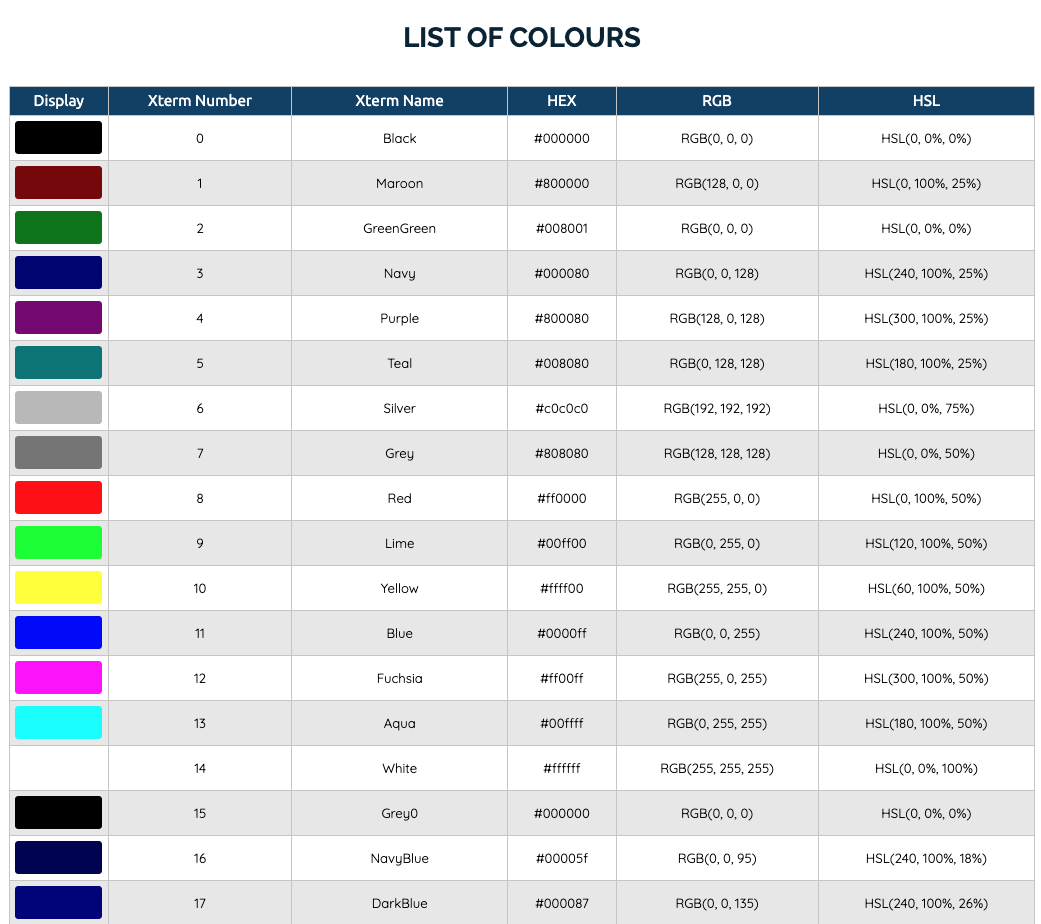 LIST OF COLOURS
Display Xterm Number Xterm Name HEX RGB HSL
0 Black #000000 RGB(0, 0, 0) HSL(0, 0%, 0%)
1 Maroon #800000 RGB(128, 0, 0) HSL(0, 100%, 25%)
2 GreenGreen #008001 RGB(0, 0, 0) HSL(0, 0%, 0%)
3 Navy #000080 RGB(0, 0, 128) HSL(240, 100%, 25%)
4 Purple #800080 RGB(128, 0, 128) HSL(300, 100%, 25%)
5 Teal #008080 RGB(0, 128, 128) HSL(180, 100%, 25%)
6 Silver #c0c0c0 RGB(192, 192, 192) HSL(0, 0%, 75%)
7 Grey #808080 RGB(128, 128, 128) HSL(0, 0%, 50%)
8 Red #ff0000 RGB(255, 0, 0) HSL(0, 100%, 50%)
9 Lime #00ff00 RGB(0, 255, 0) HSL(120, 100%, 50%)
10 Yellow #ffff00 RGB(255, 255, 0) HSL(60, 100%, 50%)
11 Blue #0000ff RGB(0, 0, 255) HSL(240, 100%, 50%)
12 Fuchsia #ff00ff RGB(255, 0, 255) HSL(300, 100%, 50%)
13 Aqua #00ffff RGB(0, 255, 255) HSL(180, 100%, 50%)
14 White #ffffff RGB(255, 255, 255) HSL(0, 0%, 100%)
15 Grey0 #000000 RGB(0, 0, 0) HSL(0, 0%, 0%)
16 NavyBlue #00005f RGB(0, 0, 95) HSL(240, 100%, 18%)
17 DarkBlue #000087 RGB(0, 0, 135) HSL(240, 100%, 26%)